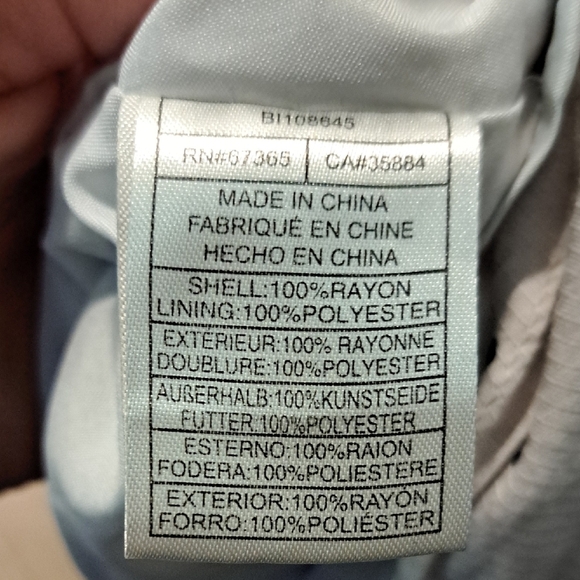 BI108645
RN#67365 CA#35884
MADE IN CHINA
FABRIQUÉ EN CHINE
HECHO EN CHINA
SHELL:100%RAYON
LINING:100%POLYESTER
EXTÉRIEUR:100% RAYONNE
DOUBLURE:100%POLYESTER
AUßERHALB:100%KUNSTSEIDE
FUTTER:100%POLYESTER
ESTERNO:100%RAION
FODERA:100%POLIESTERE
EXTERIOR:100%RAYON
FORRO:100%POLIÉSTER